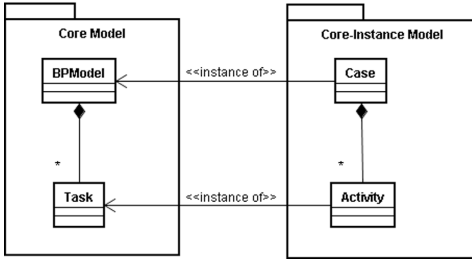 Core Model
Core-Instance Model
BPModel
<<instance of>>
Case
*
*
Task
<<instance of>>
Activity